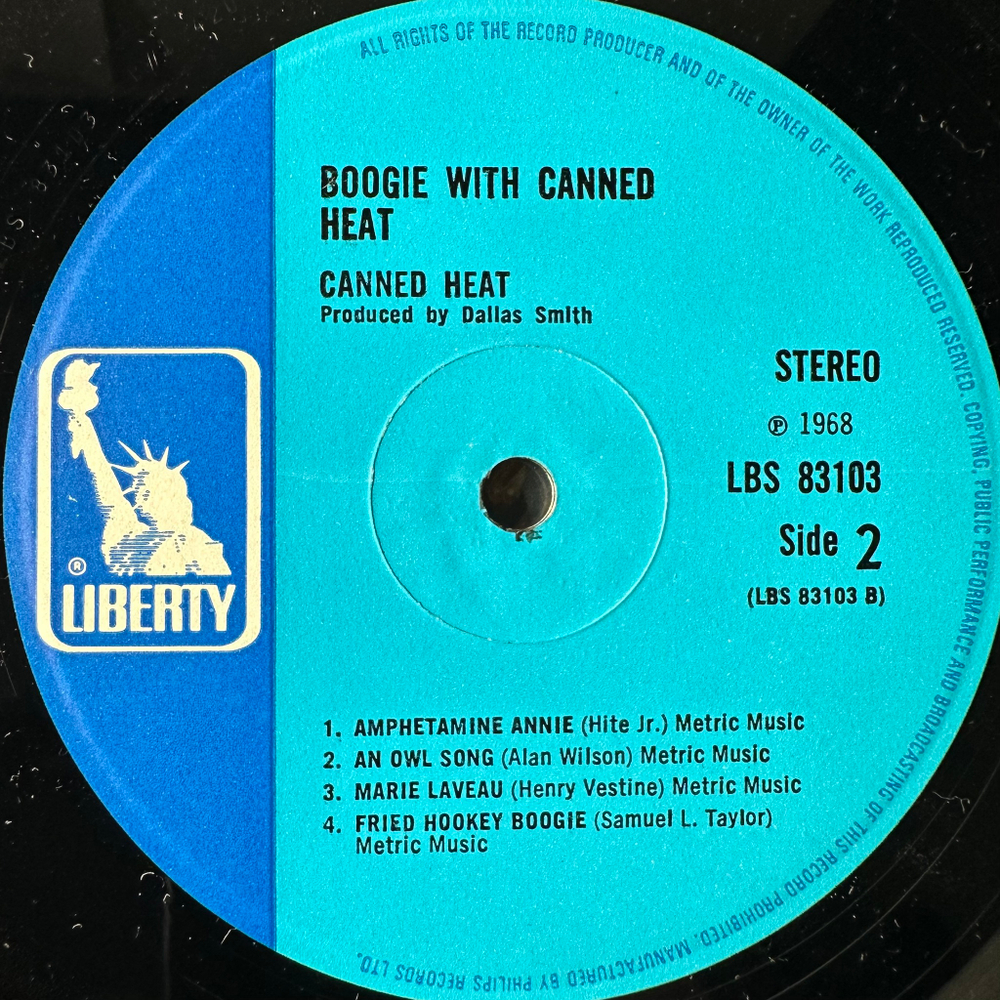 ALL RIGHTS OF THE RECORD PRODUCER AND OF THE OWNER OF THE WORK REPRODUCED RESERVED. COPYING, PUBLIC PERFORMANCE AND BROADCASTING OF THIS RECORD PROHIBITED. MANUFACTURED BY PHILIPS RECORDS LTD.
BOOGIE WITH CANNED
HEAT
CANNED HEAT
Produced by Dallas Smith
STEREO
℗ 1968
LBS 83103
Side 2
(LBS 83103 B)
®
LIBERTY
1. AMPHETAMINE ANNIE (Hite Jr.) Metric Music
2. AN OWL SONG (Alan Wilson) Metric Music
3. MARIE LAVEAU (Henry Vestine) Metric Music
4. FRIED HOOKEY BOOGIE (Samuel L. Taylor)
Metric Music